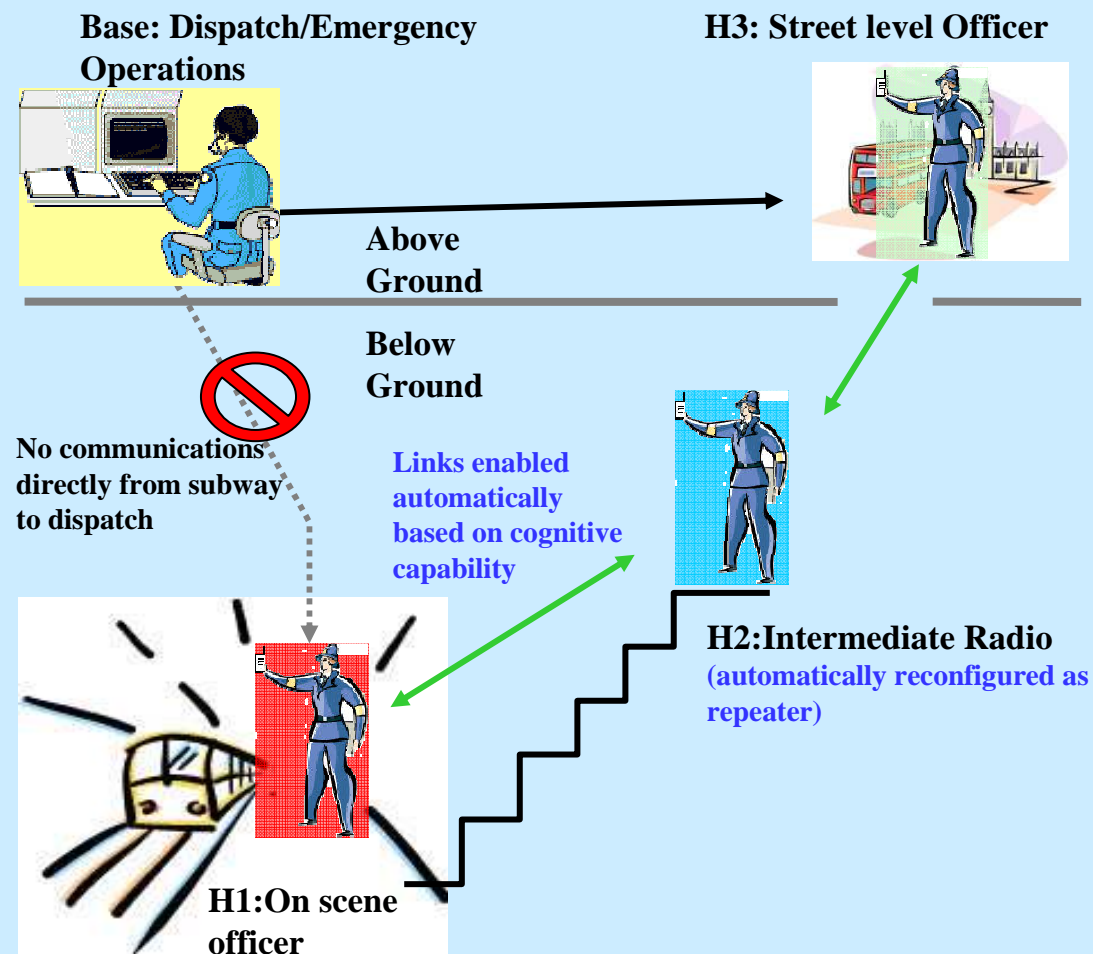 Base: Dispatch/Emergency
Operations
H3: Street level Officer
Above
Ground
Below
Ground
No communications
directly from subway
to dispatch
Links enabled
automatically
based on cognitive
capability
H2:Intermediate Radio
(automatically reconfigured as
repeater)
H1:On scene
officer